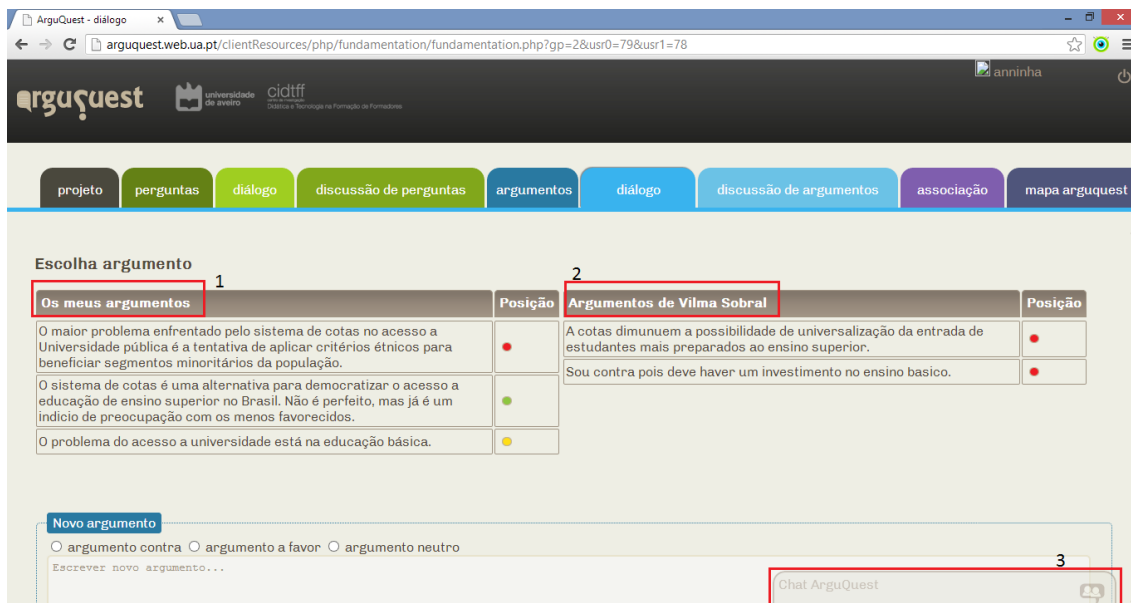 ArguQuest - diálogo
arguquest.web.ua.pt/clientResources/php/fundamentation/fundamentation.php?gp=2&usr0=79&usr1=78
anninha
arguquest
universidade
de aveiro
cidtff
Didática e Tecnologia na Formação de Formadores
projeto
perguntas
diálogo
discussão de perguntas
argumentos
diálogo
discussão de argumentos
associação
mapa arguquest
Escolha argumento
1
2
Os meus argumentos
Posição
Argumentos de Vilma Sobral
Posição
O maior problema enfrentado pelo sistema de cotas no acesso a
Universidade pública é a tentativa de aplicar critérios étnicos para
beneficiar segmentos minoritários da população.
A cotas dimunuem a possibilidade de universalização da entrada de
estudantes mais preparados ao ensino superior.
Sou contra pois deve haver um investimento no ensino basico.
O sistema de cotas é uma alternativa para democratizar o acesso a
educação de ensino superior no Brasil. Não é perfeito, mas já é um
indicio de preocupação com os menos favorecidos.
O problema do acesso a universidade está na educação básica.
Novo argumento
argumento contra
argumento a favor
argumento neutro
Escrever novo argumento...
3
Chat ArguQuest